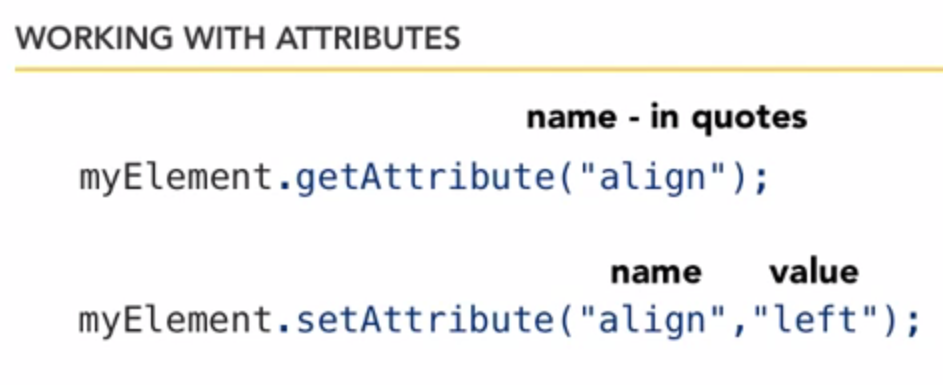 WORKING WITH ATTRIBUTES
name - in quotes
myElement.getAttribute("align");
name value
myElement.setAttribute("align","left");